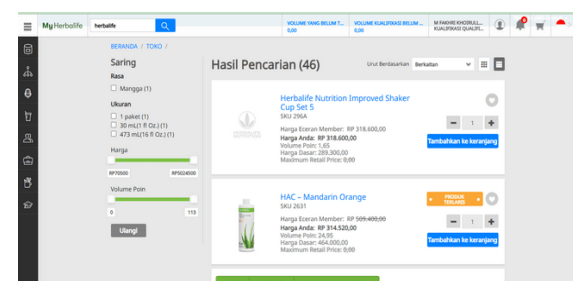 MyHerbalife
herbalife
VOLUME YANG BELUM T...
0,00
VOLUME KUALIFIKASI BELUM ...
0,00
M FAKHRI KHOIRULL...
KUALIFIKASI QUALIFI...
BERANDA / TOKO /
Saring
Rasa
Mangga (1)
Ukuran
1 paket (1)
30 mL(1 fl Oz.) (1)
473 mL(16 fl Oz.) (1)
Harga
RP70500
RP5024500
Volume Poin
0
113
Ulangi
Hasil Pencarian (46)
Urut Berdasarkan
Berkaitan
Herbalife Nutrition Improved Shaker
Cup Set 5
SKU 296A
Harga Eceran Member: RP 318.600,00
Harga Anda: RP 318.600,00
Volume Poin: 1,65
Harga Dasar: 289.300,00
Maximum Retail Price: 0,00
1
Tambahkan ke keranjang
HAC – Mandarin Orange
SKU 2631
Harga Eceran Member: RP 509.400,00
Harga Anda: RP 314.520,00
Volume Poin: 24,95
Harga Dasar: 464.000,00
Maximum Retail Price: 0,00
PRODUK
TERLARIS
1
Tambahkan ke keranjang